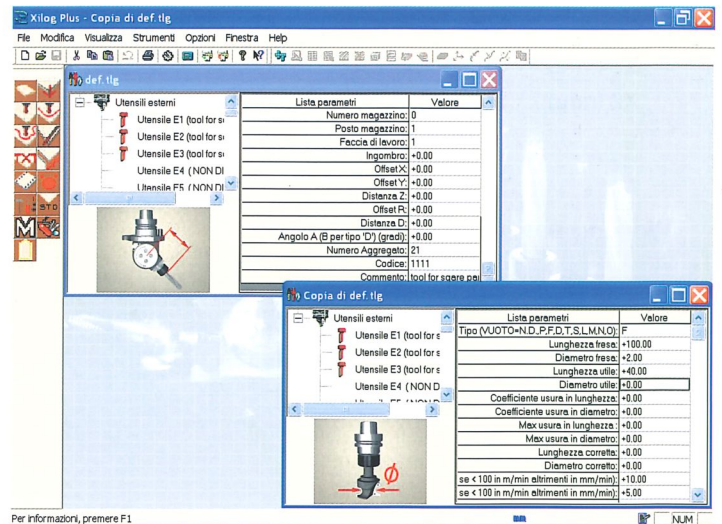 Xilog Plus - Copia di def.tlg
File Modifica Visualizza Strumenti Opzioni Finestra Help
def.tlg
Utensili esterni
Utensile E1 (tool for s
Utensile E2 (tool for s
Utensile E3 (tool for s
Utensile E4 ( NON DI
Utensile E5 ( NON DI
Lista parametri Valore
Numero magazzino: 0
Posto magazzino: 1
Faccia di lavoro: 1
Ingombro: +0.00
Offset X: +0.00
Offset Y: +0.00
Distanza Z: +0.00
Offset R: +0.00
Distanza D: +0.00
Angolo A (B per tipo 'D') (gradi): +0.00
Numero Aggregato: 21
Codice: 1111
Commento: tool for sqare pa
STD
M
Copia di def.tlg
Utensili esterni
Utensile E1 (tool for s
Utensile E2 (tool for s
Utensile E3 (tool for s
Utensile E4 ( NON D
Lista parametri Valore
Tipo (VUOTO=N.D.,P,F,D,T,S,L,M,N,O): F
Lunghezza fresa: +100.00
Diametro fresa: +2.00
Lunghezza utile: +40.00
Diametro utile: +0.00
Coefficiente usura in lunghezza: +0.00
Coefficiente usura in diametro: +0.00
Max usura in lunghezza : +0.00
Max usura in diametro: +0.00
Lunghezza corretta: +0.00
Diametro corretto: +0.00
se < 100 in m/min altrimenti in mm/min): +10.00
se < 100 in m/min altrimenti in mm/min): +5.00
Ø
Per informazioni, premere F1
mm
NUM